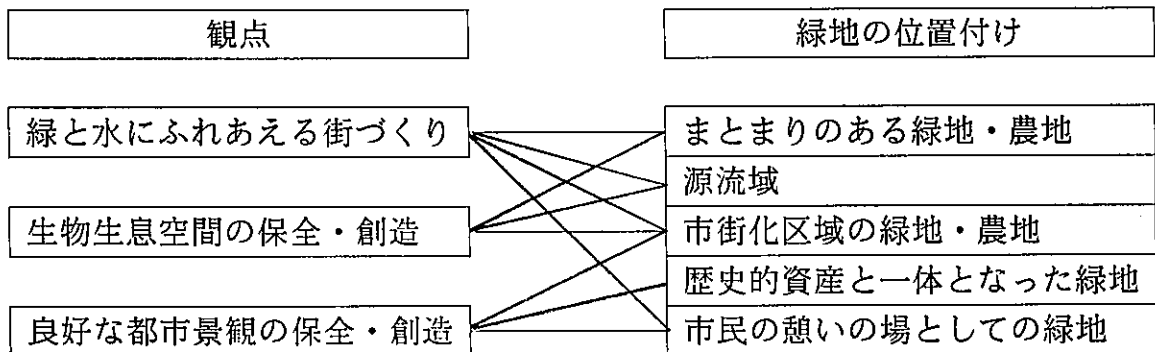 観点
緑地の位置付け
緑と水にふれあえる街づくり
まとまりのある緑地・農地
源流域
生物生息空間の保全・創造
市街化区域の緑地・農地
歴史的資産と一体となった緑地
良好な都市景観の保全・創造
市民の憩いの場としての緑地